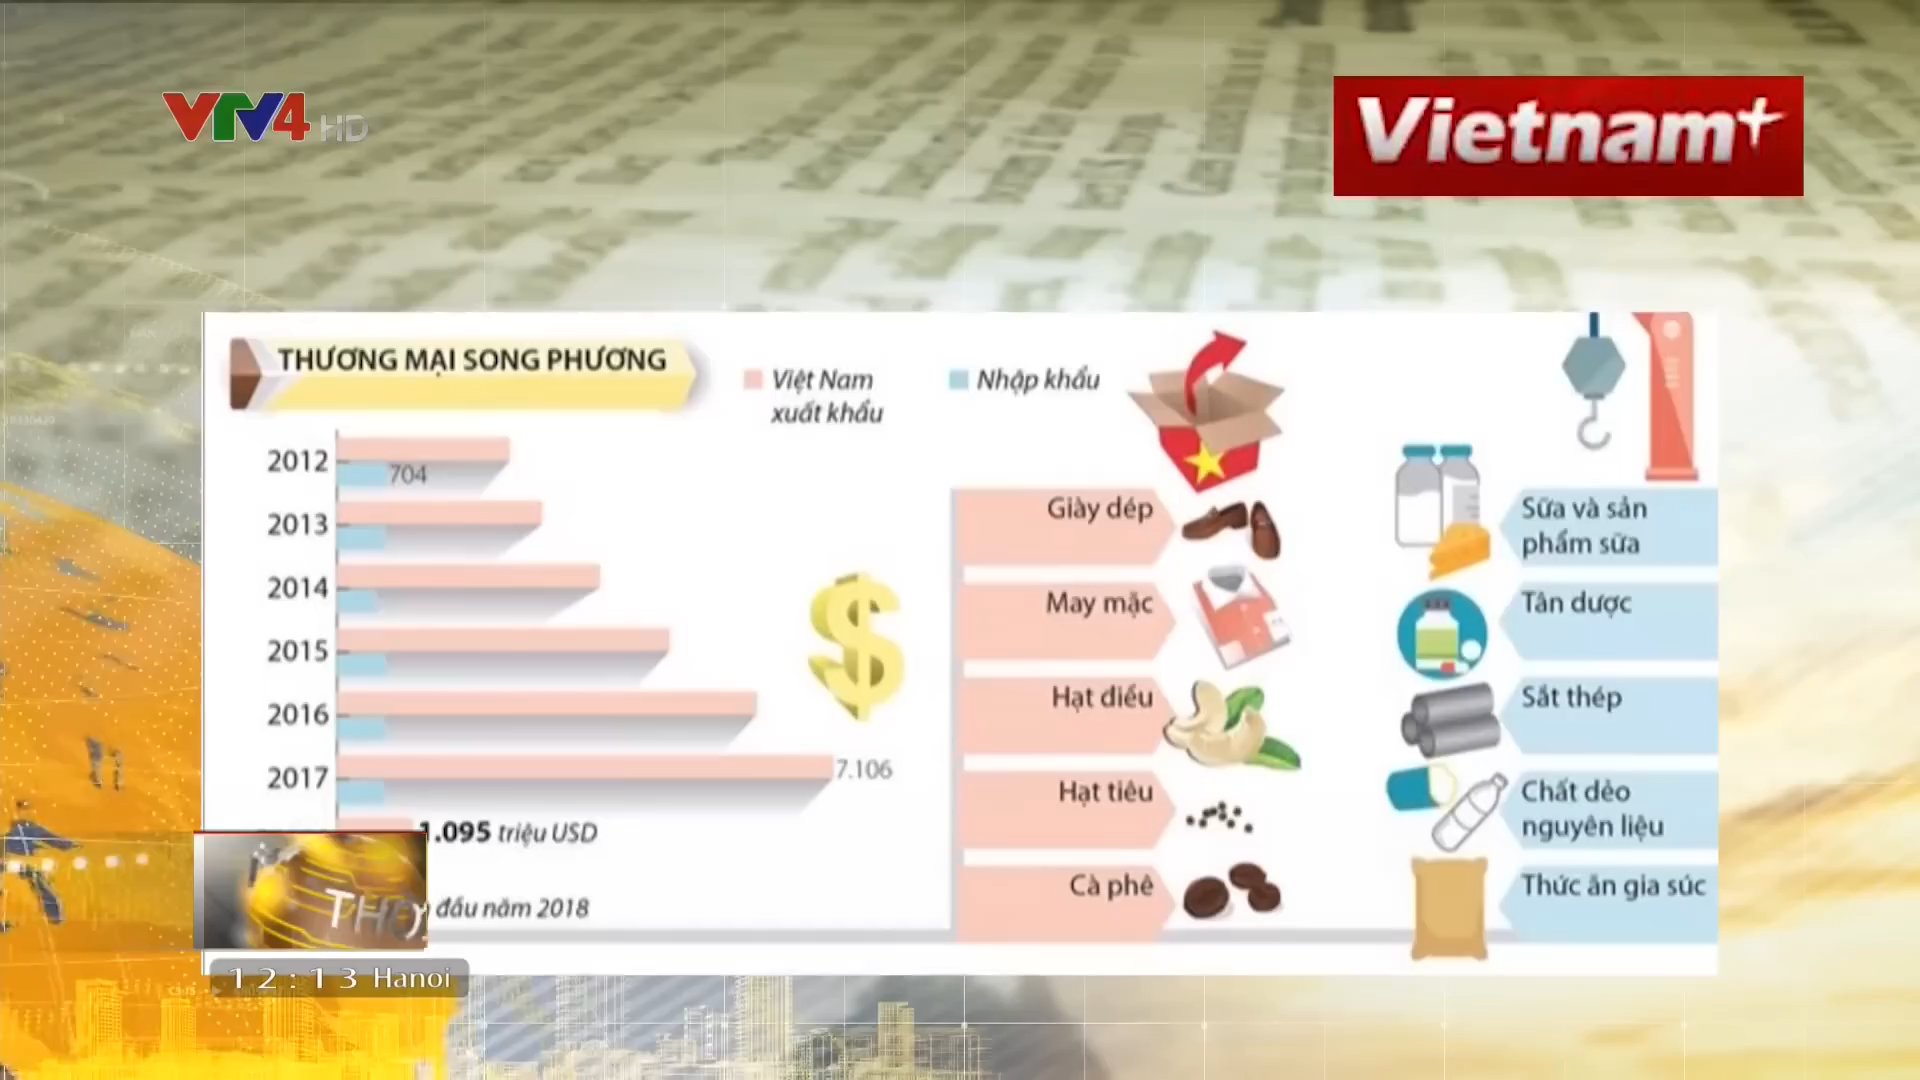 VTV4 HD
Vietnam+
THƯƠNG MẠI SONG PHƯƠNG
Việt Nam
xuất khẩu
Nhập khẩu
2012
704
2013
2014
2015
2016
2017
7.106
1.095 triệu USD
đầu năm 2018
Giày dép
May mặc
Hạt điều
Hạt tiêu
Cà phê
Sữa và sản
phẩm sữa
Tân dược
Sắt thép
Chất dẻo
nguyên liệu
Thức ăn gia súc
12:13 Hanoi